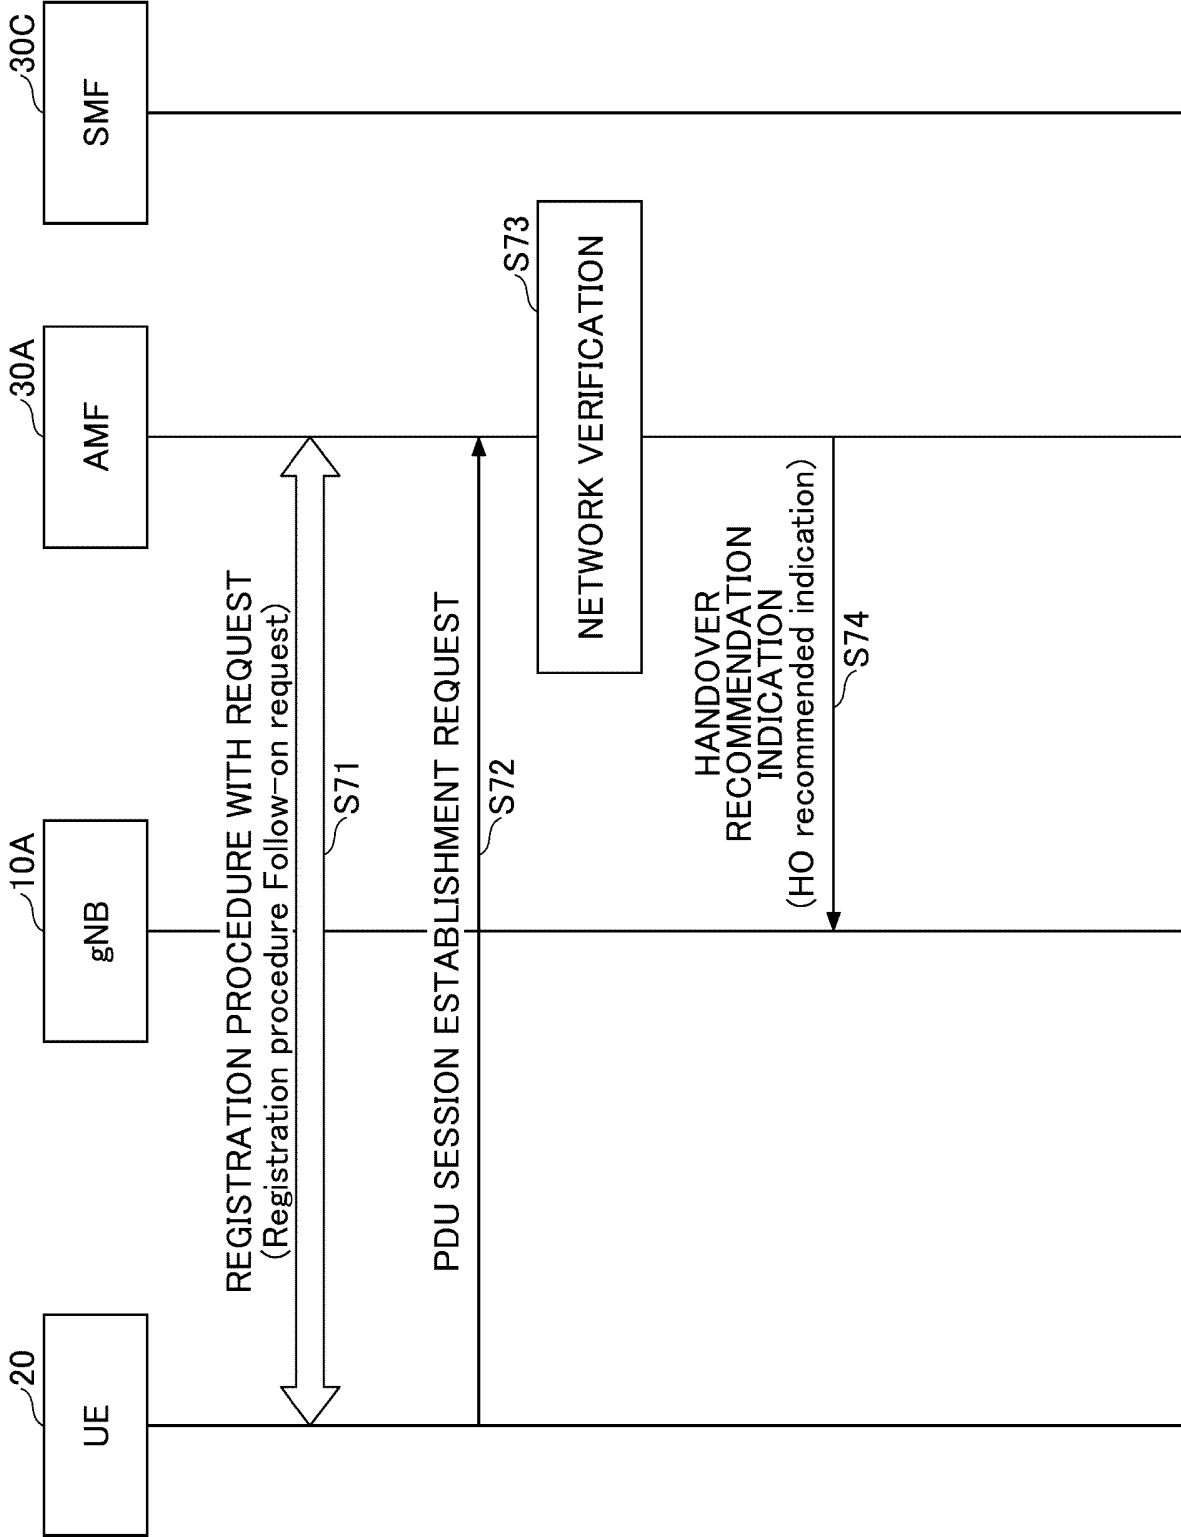 20
UE
10A
gNB
30A
AMF
30C
SMF
REGISTRATION PROCEDURE WITH REQUEST
(Registration procedure Follow-on request)
S71
PDU SESSION ESTABLISHMENT REQUEST
S72
S73
NETWORK VERIFICATION
HANDOVER
RECOMMENDATION
INDICATION
(HO recommended indication)
S74